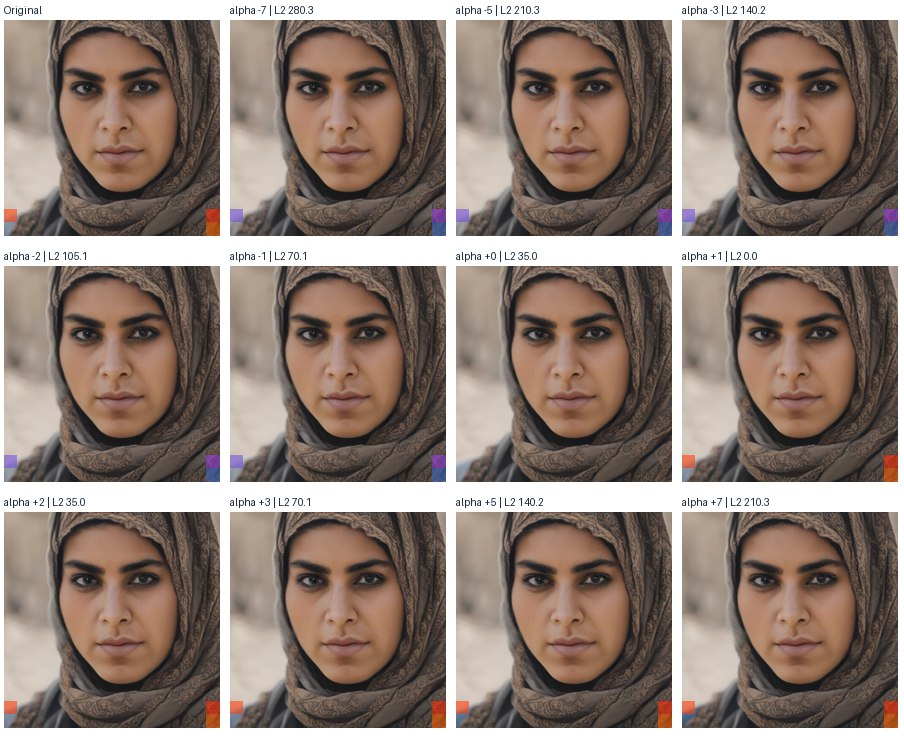 Original
alpha -7 | L2 280.3
alpha -5 | L2 210.3
alpha -3 | L2 140.2
alpha -2 | L2 105.1
alpha -1 | L2 70.1
alpha +0 | L2 35.0
alpha +1 | L2 0.0
alpha +2 | L2 35.0
alpha +3 | L2 70.1
alpha +5 | L2 140.2
alpha +7 | L2 210.3